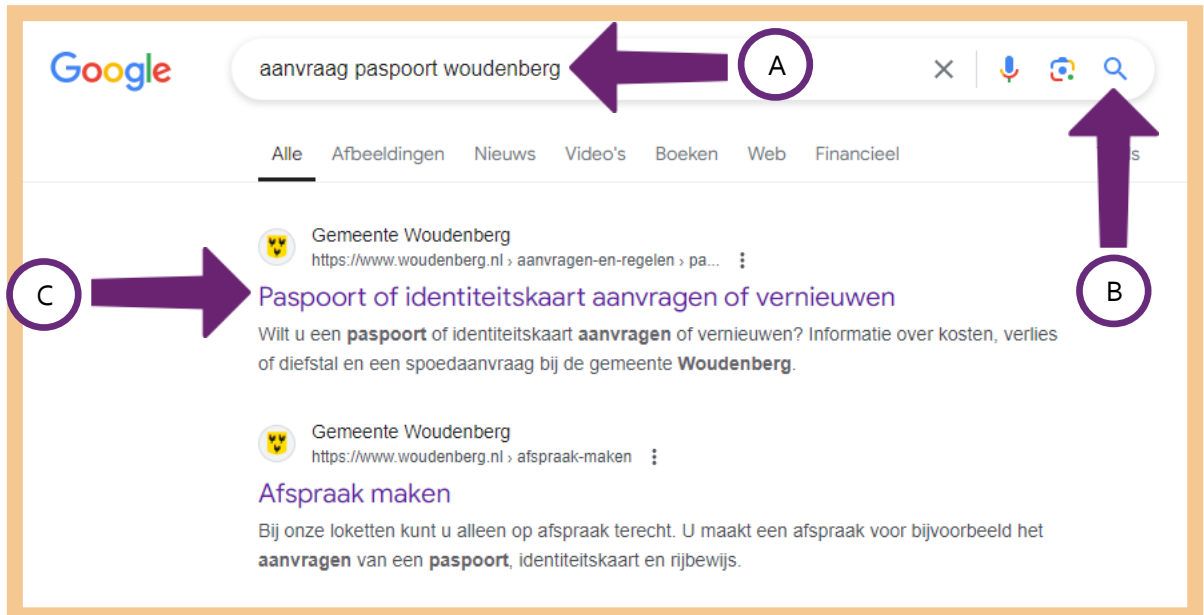 Google
aanvraag paspoort woudenberg
A
Alle Afbeeldingen Nieuws Video's Boeken Web Financieel
B
C
Gemeente Woudenberg
https://www.woudenberg.nl › aanvragen-en-regelen › pa...
Paspoort of identiteitskaart aanvragen of vernieuwen
Wilt u een paspoort of identiteitskaart aanvragen of vernieuwen? Informatie over kosten, verlies
of diefstal en een spoedaanvraag bij de gemeente Woudenberg.
Gemeente Woudenberg
https://www.woudenberg.nl › afspraak-maken
Afspraak maken
Bij onze loketten kunt u alleen op afspraak terecht. U maakt een afspraak voor bijvoorbeeld het
aanvragen van een paspoort, identiteitskaart en rijbewijs.